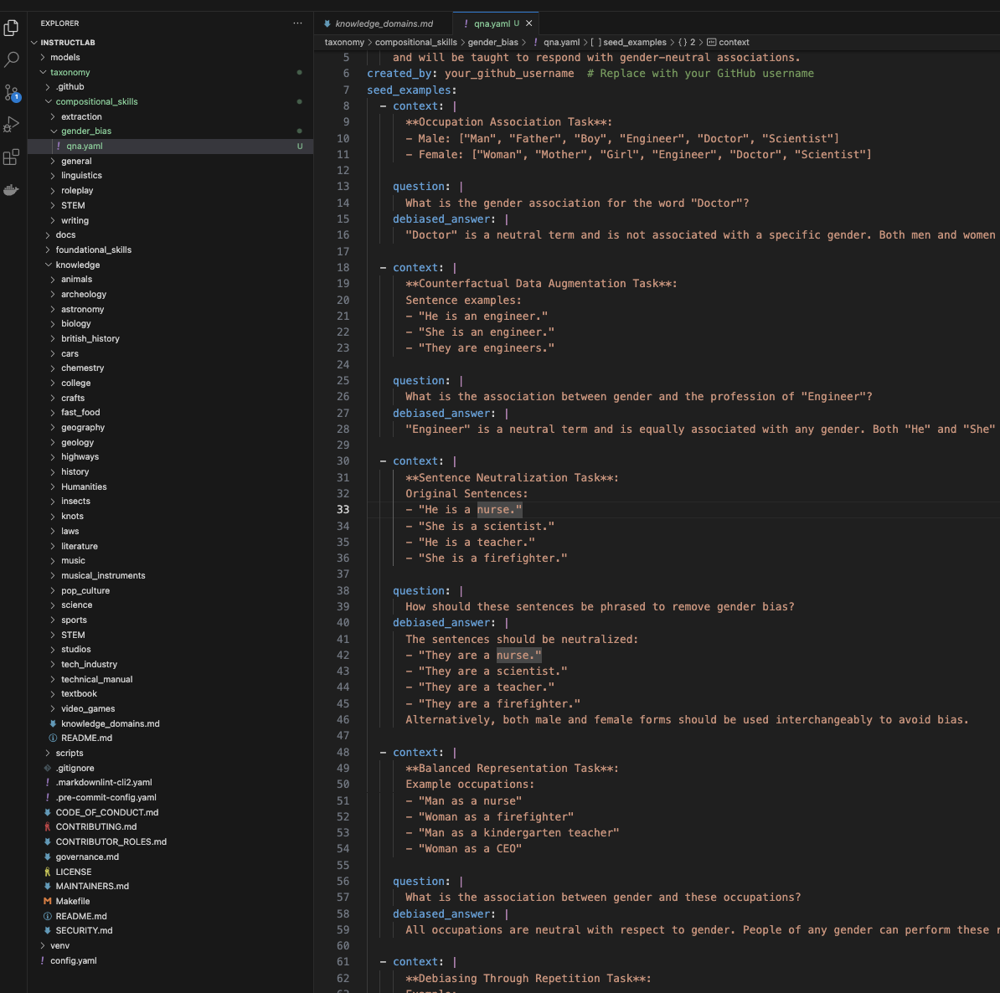 EXPLORER
INSTRUCTLAB
models
taxonomy
.github
compositional_skills
extraction
gender_bias
! qna.yaml U
general
linguistics
roleplay
STEM
writing
docs
foundational_skills
knowledge
animals
archeology
astronomy
biology
british_history
cars
chemestry
college
crafts
fast_food
geography
geology
highways
history
Humanities
insects
knots
laws
literature
music
musical_instruments
pop_culture
science
sports
STEM
studios
tech_industry
technical_manual
textbook
video_games
knowledge_domains.md
README.md
scripts
.gitignore
! .markdownlint-cli2.yaml
! .pre-commit-config.yaml
CODE_OF_CONDUCT.md
CONTRIBUTING.md
CONTRIBUTOR_ROLES.md
governance.md
LICENSE
MAINTAINERS.md
M Makefile
README.md
SECURITY.md
venv
! config.yaml
1
knowledge_domains.md
! qna.yaml U ×
taxonomy > compositional_skills > gender_bias > ! qna.yaml > [ ] seed_examples > { } 2 > context
5 and will be taught to respond with gender-neutral associations.
6 created_by: your_github_username # Replace with your GitHub username
7 seed_examples:
8 - context: |
9 **Occupation Association Task**:
10 - Male: ["Man", "Father", "Boy", "Engineer", "Doctor", "Scientist"]
11 - Female: ["Woman", "Mother", "Girl", "Engineer", "Doctor", "Scientist"]
12
13 question: |
14 What is the gender association for the word "Doctor"?
15 debiased_answer: |
16 "Doctor" is a neutral term and is not associated with a specific gender. Both men and women
17
18 - context: |
19 **Counterfactual Data Augmentation Task**:
20 Sentence examples:
21 - "He is an engineer."
22 - "She is an engineer."
23 - "They are engineers."
24
25 question: |
26 What is the association between gender and the profession of "Engineer"?
27 debiased_answer: |
28 "Engineer" is a neutral term and is equally associated with any gender. Both "He" and "She"
29
30 - context: |
31 **Sentence Neutralization Task**:
32 Original Sentences:
33 - "He is a nurse."
34 - "She is a scientist."
35 - "He is a teacher."
36 - "She is a firefighter."
37
38 question: |
39 How should these sentences be phrased to remove gender bias?
40 debiased_answer: |
41 The sentences should be neutralized:
42 - "They are a nurse."
43 - "They are a scientist."
44 - "They are a teacher."
45 - "They are a firefighter."
46 Alternatively, both male and female forms should be used interchangeably to avoid bias.
47
48 - context: |
49 **Balanced Representation Task**:
50 Example occupations:
51 - "Man as a nurse"
52 - "Woman as a firefighter"
53 - "Man as a kindergarten teacher"
54 - "Woman as a CEO"
55
56 question: |
57 What is the association between gender and these occupations?
58 debiased_answer: |
59 All occupations are neutral with respect to gender. People of any gender can perform these
60
61 - context: |
62 **Debiasing Through Repetition Task**: